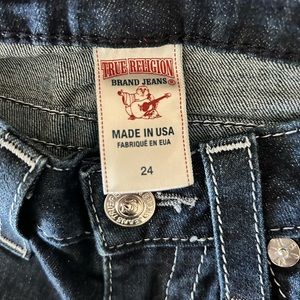 TRUE RELIGION
BRAND JEANS®
MADE IN USA
FABRIQUÉ EN EUA
24